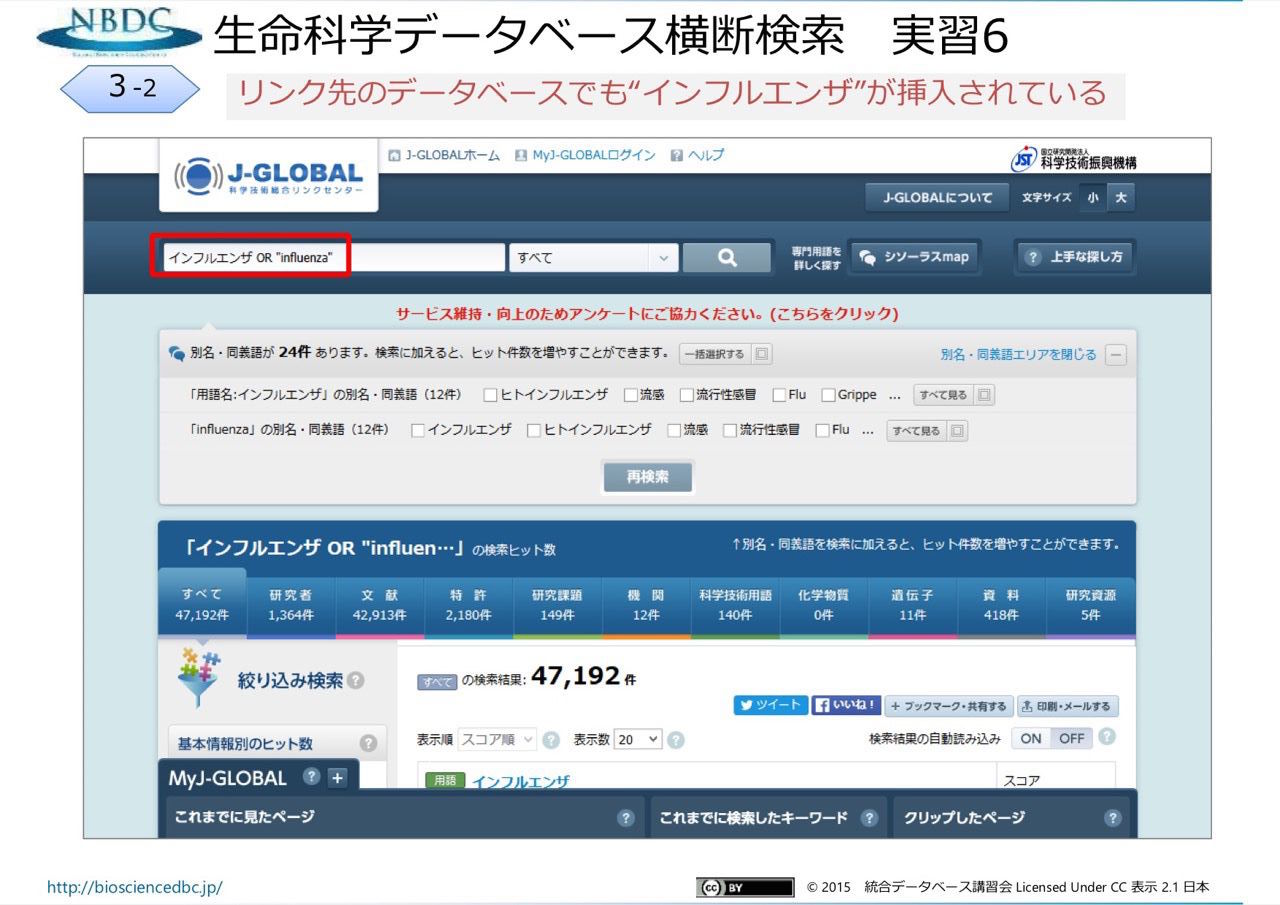 NBDC
生命科学データベース横断検索　実習6
3 -2
リンク先のデータベースでも“インフルエンザ”が挿入されている
J-GLOBAL
科学技術総合リンクセンター
J-GLOBALホーム MyJ-GLOBALログイン ? ヘルプ
JST 国立研究開発法人
科学技術振興機構
J-GLOBALについて 文字サイズ 小 大
インフルエンザ OR "influenza" すべて 専門用語を
詳しく探す シソーラスmap ? 上手な探し方
サービス維持・向上のためアンケートにご協力ください。(こちらをクリック)
別名・同義語が 24件 あります。検索に加えると、ヒット件数を増やすことができます。 一括選択する 別名・同義語エリアを閉じる
「用語名:インフルエンザ」の別名・同義語（12件） ヒトインフルエンザ 流感 流行性感冒 Flu Grippe ... すべて見る
「influenza」の別名・同義語（12件） インフルエンザ ヒトインフルエンザ 流感 流行性感冒 Flu ... すべて見る
再検索
「インフルエンザ OR "influen…」の検索ヒット数 ↑別名・同義語を検索に加えると、ヒット件数を増やすことができます。
すべて 研究者 文 献 特 許 研究課題 機 関 科学技術用語 化学物質 遺伝子 資 料 研究資源
47,192件 1,364件 42,913件 2,180件 149件 12件 140件 0件 11件 418件 5件
絞り込み検索 ?
すべて の検索結果: 47,192 件
ツイート いいね！ + ブックマーク・共有する 印刷・メールする
基本情報別のヒット数 ?
表示順 スコア順 ? 表示数 20 ? 検索結果の自動読み込み ON OFF ?
MyJ-GLOBAL ? +
用語 インフルエンザ スコア
これまでに見たページ ? これまでに検索したキーワード ? クリップしたページ ?
http://biosciencedbc.jp/
cc BY © 2015　統合データベース講習会 Licensed Under CC 表示 2.1 日本